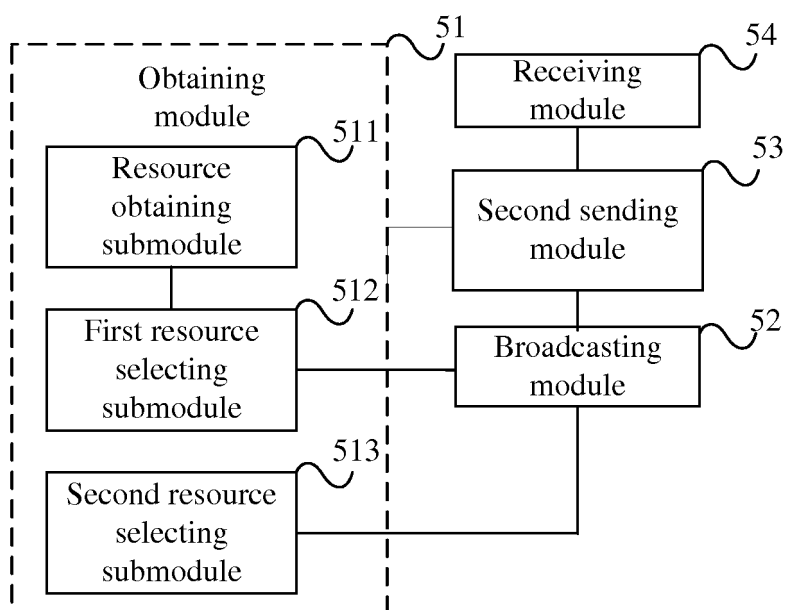 51
Obtaining
module
511
Resource
obtaining
submodule
512
First resource
selecting
submodule
513
Second resource
selecting
submodule
54
Receiving
module
53
Second sending
module
52
Broadcasting
module